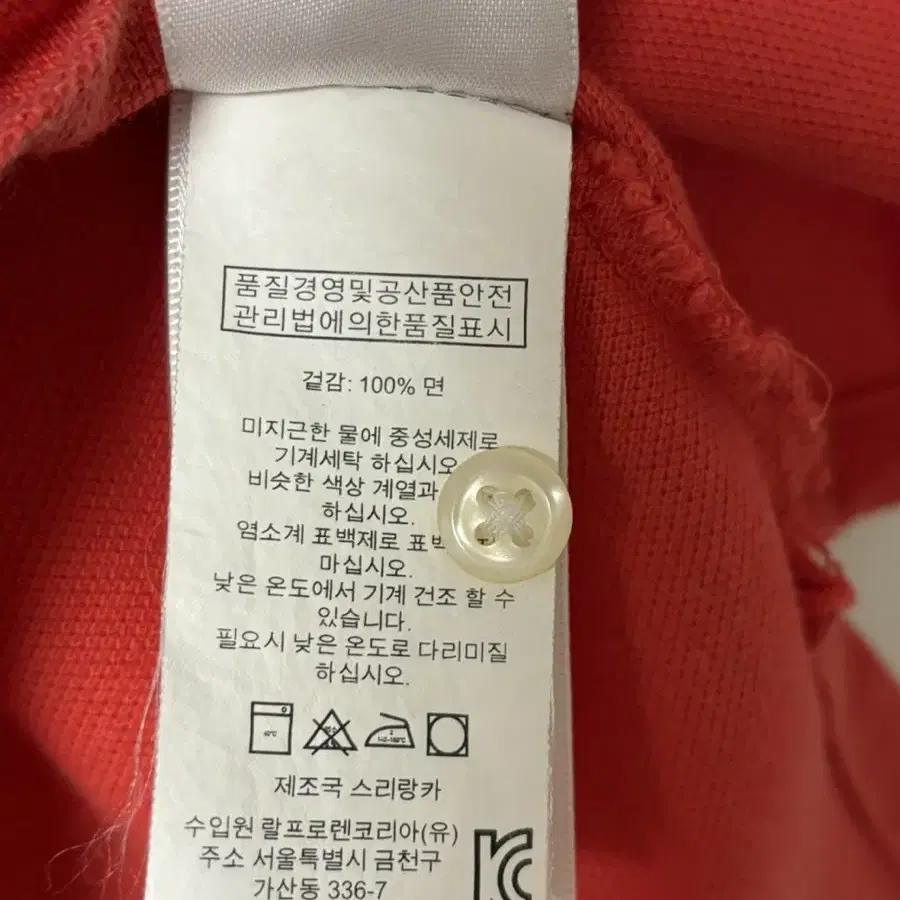 품질경영및공산품안전
관리법에의한품질표시
겉감: 100% 면
미지근한 물에 중성세제로
기계세탁 하십시오
비슷한 색상 계열과
하십시오.
염소계 표백제로
마십시오.
낮은 온도에서 기계 건조 할 수
있습니다.
필요시 낮은 온도로 다리미질
하십시오.
제조국 스리랑카
수입원 랄프로렌코리아(유)
주소 서울특별시 금천구
가산동 336-7